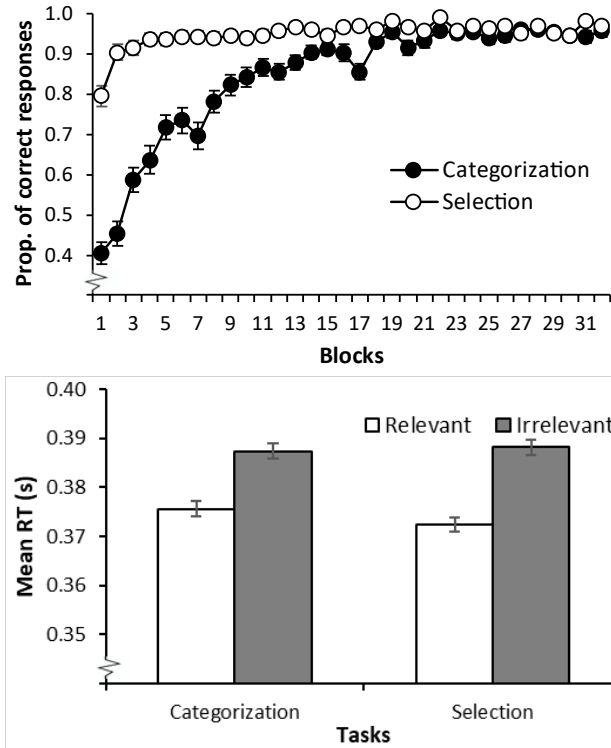 Prop. of correct responses
1.0
0.9
0.8
0.7
0.6
0.5
0.4
Categorization
Selection
1 3 5 7 9 11 13 15 17 19 21 23 25 27 29 31
Blocks
Mean RT (s)
0.40
0.39
0.38
0.37
0.36
0.35
Relevant Irrelevant
Categorization Selection
Tasks